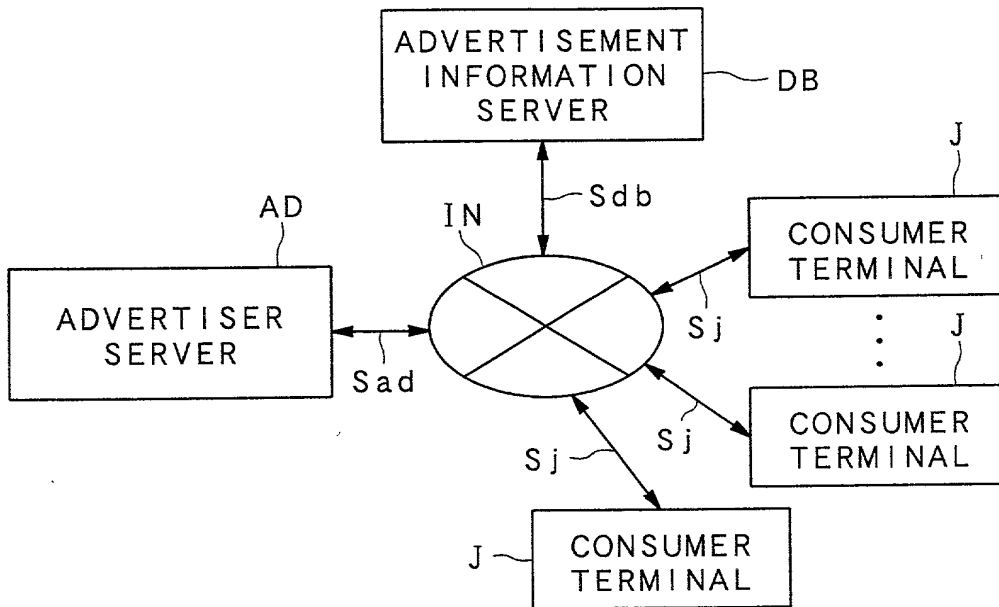 ADVERTISEMENT
INFORMATION
SERVER
DB
Sdb
J
CONSUMER
TERMINAL
AD
IN
ADVERTISER
SERVER
Sad
Sj
J
CONSUMER
TERMINAL
Sj
Sj
J
CONSUMER
TERMINAL